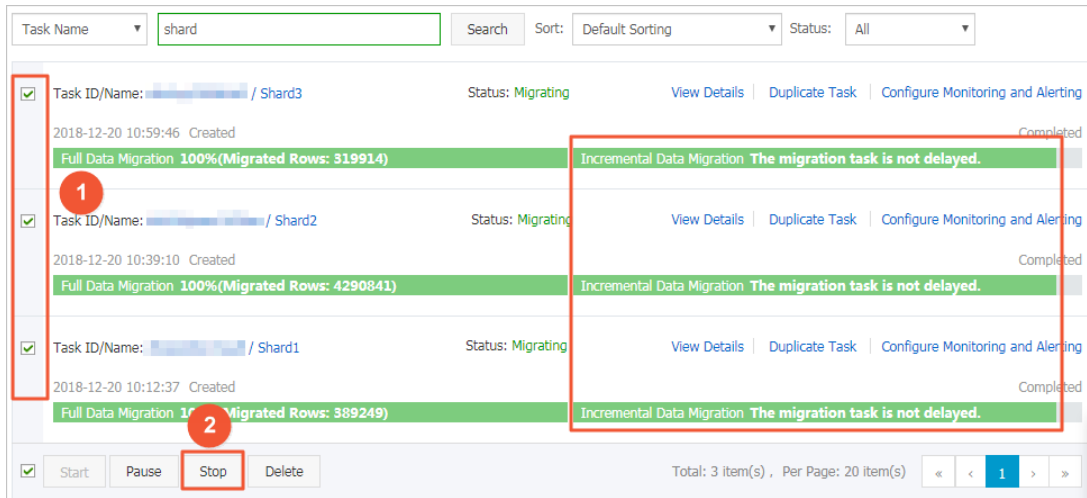 Task Name ▼ shard Search Sort: Default Sorting ▼ Status: All ▼
Task ID/Name: / Shard3 Status: Migrating View Details Duplicate Task Configure Monitoring and Alerting
2018-12-20 10:59:46 Created Completed
Full Data Migration 100%(Migrated Rows: 319914) Incremental Data Migration The migration task is not delayed.
1
Task ID/Name: / Shard2 Status: Migrating View Details Duplicate Task Configure Monitoring and Alerting
2018-12-20 10:39:10 Created Completed
Full Data Migration 100%(Migrated Rows: 4290841) Incremental Data Migration The migration task is not delayed.
Task ID/Name: / Shard1 Status: Migrating View Details Duplicate Task Configure Monitoring and Alerting
2018-12-20 10:12:37 Created Completed
Full Data Migration Migrated Rows: 389249) Incremental Data Migration The migration task is not delayed.
2
Start Pause Stop Delete Total: 3 item(s) , Per Page: 20 item(s) « < 1 > »